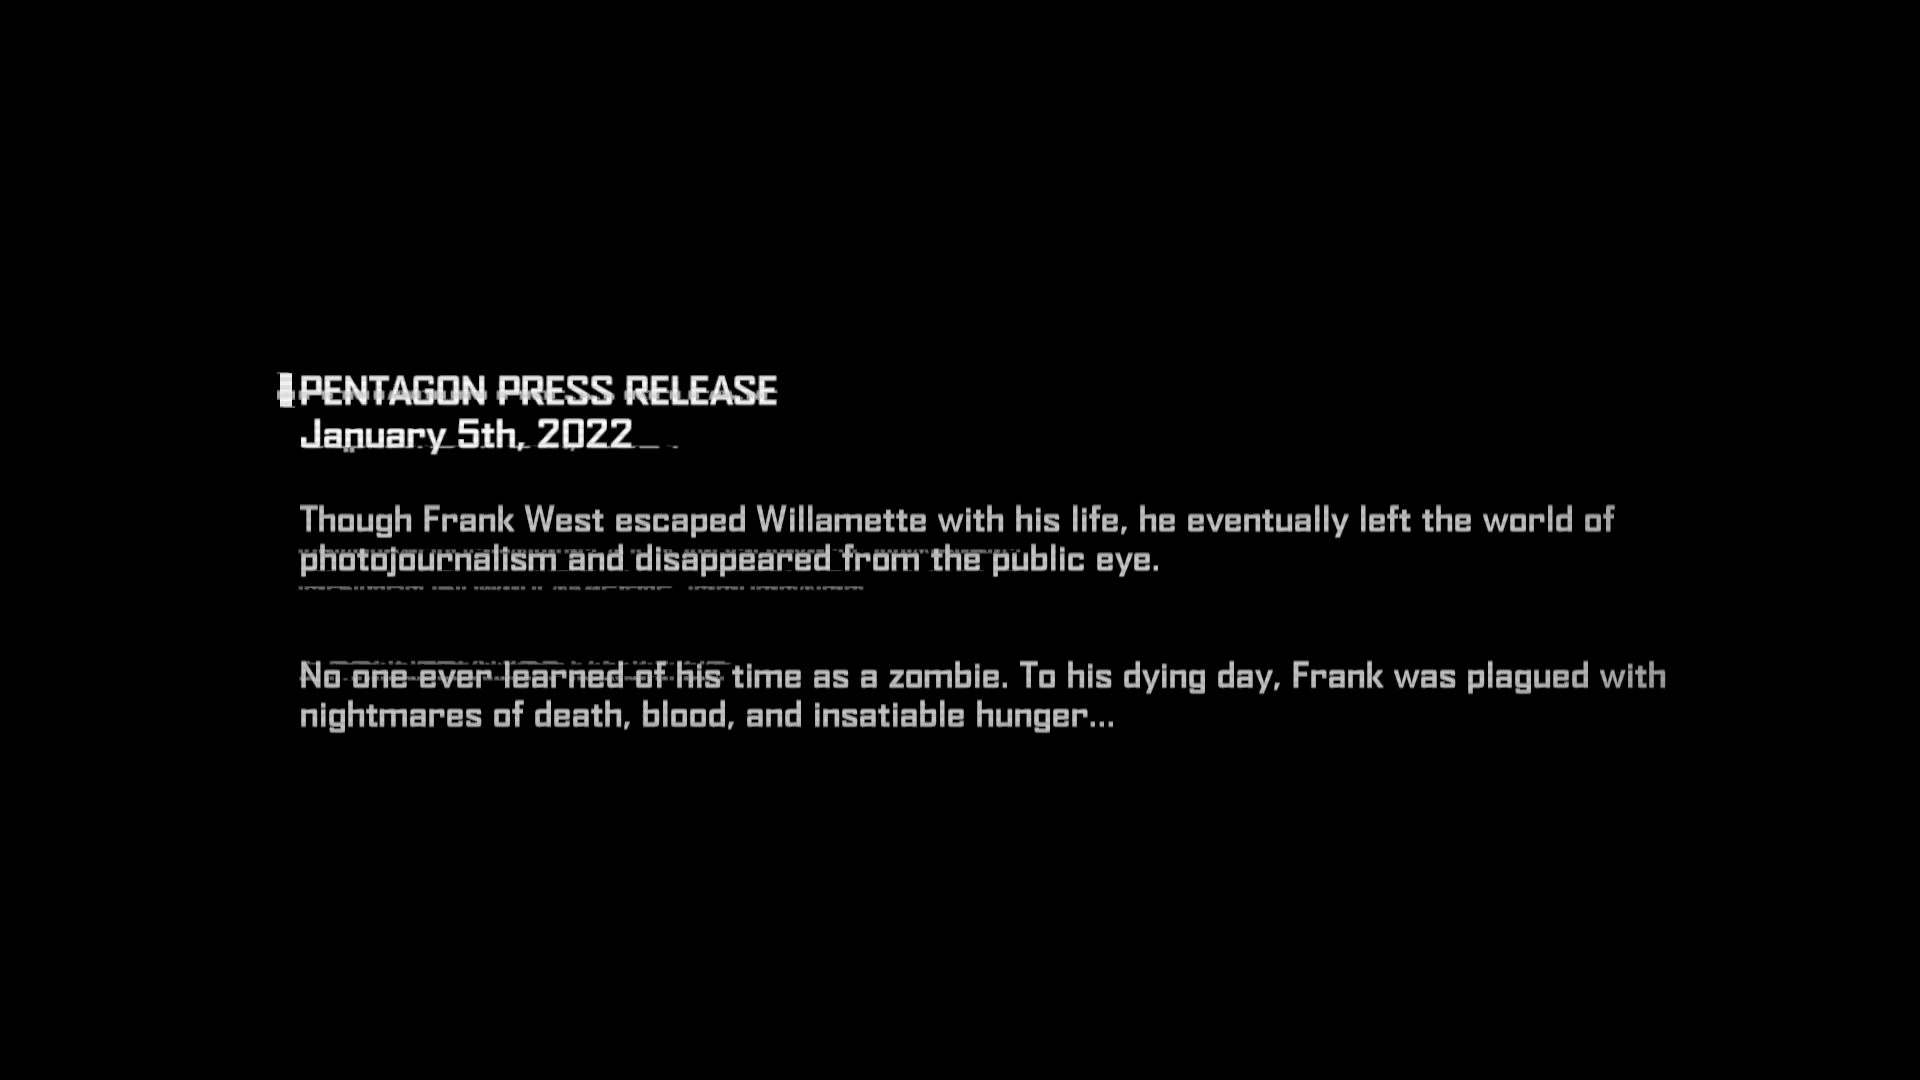 PENTAGON PRESS RELEASE
January 5th, 2022
Though Frank West escaped Willamette with his life, he eventually left the world of
photojournalism and disappeared from the public eye.
No one ever learned of his time as a zombie. To his dying day, Frank was plagued with
nightmares of death, blood, and insatiable hunger...